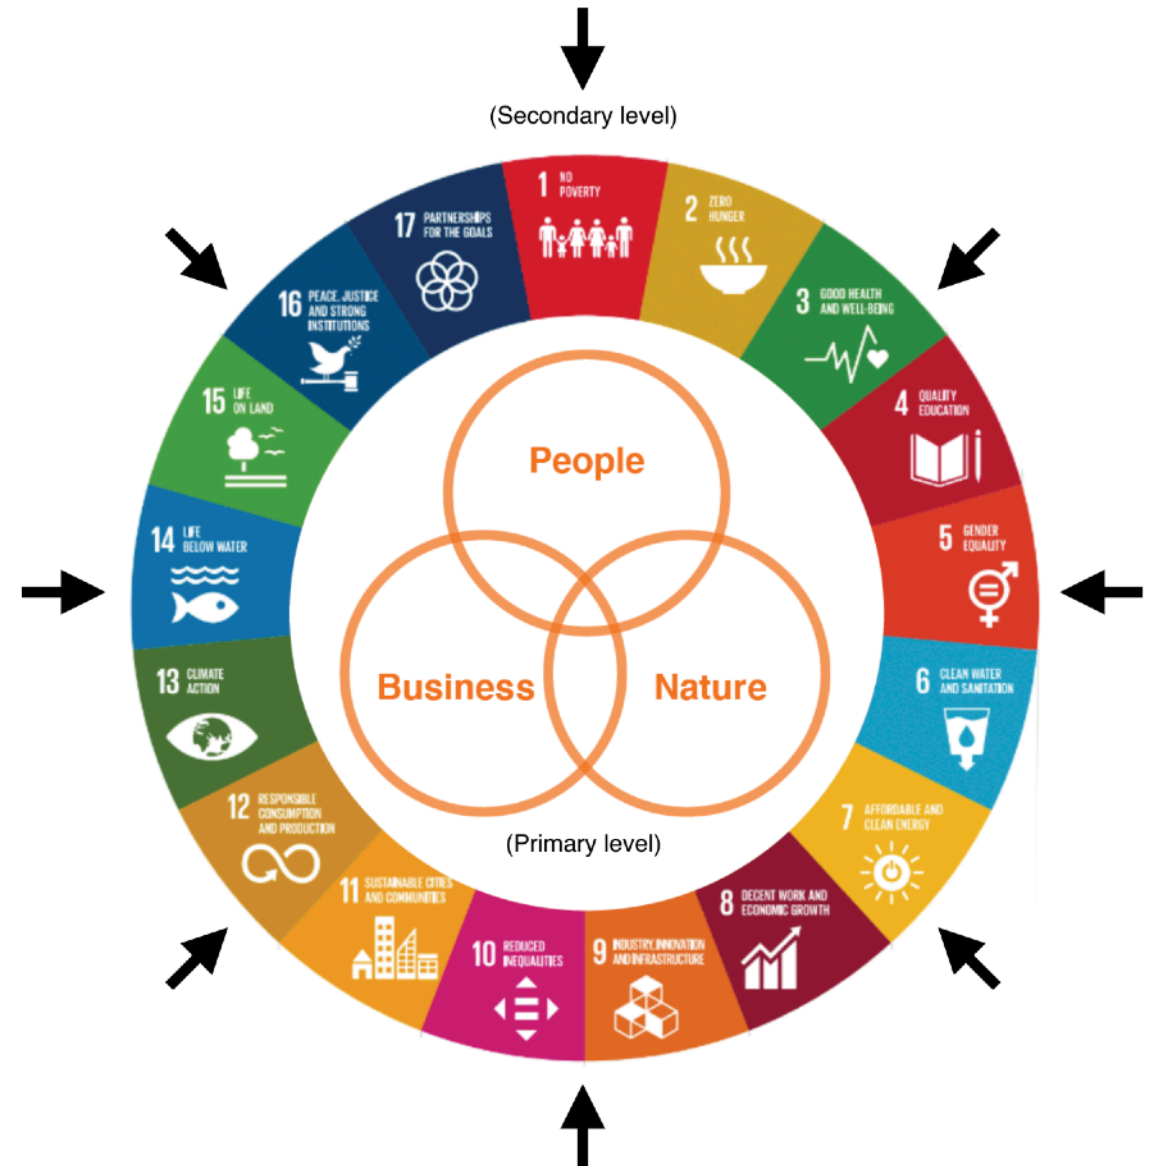 (Secondary level)
1 NO
POVERTY
2 ZERO
HUNGER
3 GOOD HEALTH
AND WELL-BEING
4 QUALITY
EDUCATION
5 GENDER
EQUALITY
6 CLEAN WATER
AND SANITATION
7 AFFORDABLE AND
CLEAN ENERGY
8 DECENT WORK AND
ECONOMIC GROWTH
9 INDUSTRY, INNOVATION
AND INFRASTRUCTURE
10 REDUCED
INEQUALITIES
11 SUSTAINABLE CITIES
AND COMMUNITIES
12 RESPONSIBLE
CONSUMPTION
AND PRODUCTION
13 CLIMATE
ACTION
14 LIFE
BELOW WATER
15 LIFE
ON LAND
16 PEACE, JUSTICE
AND STRONG
INSTITUTIONS
17 PARTNERSHIPS
FOR THE GOALS
People
Business
Nature
(Primary level)